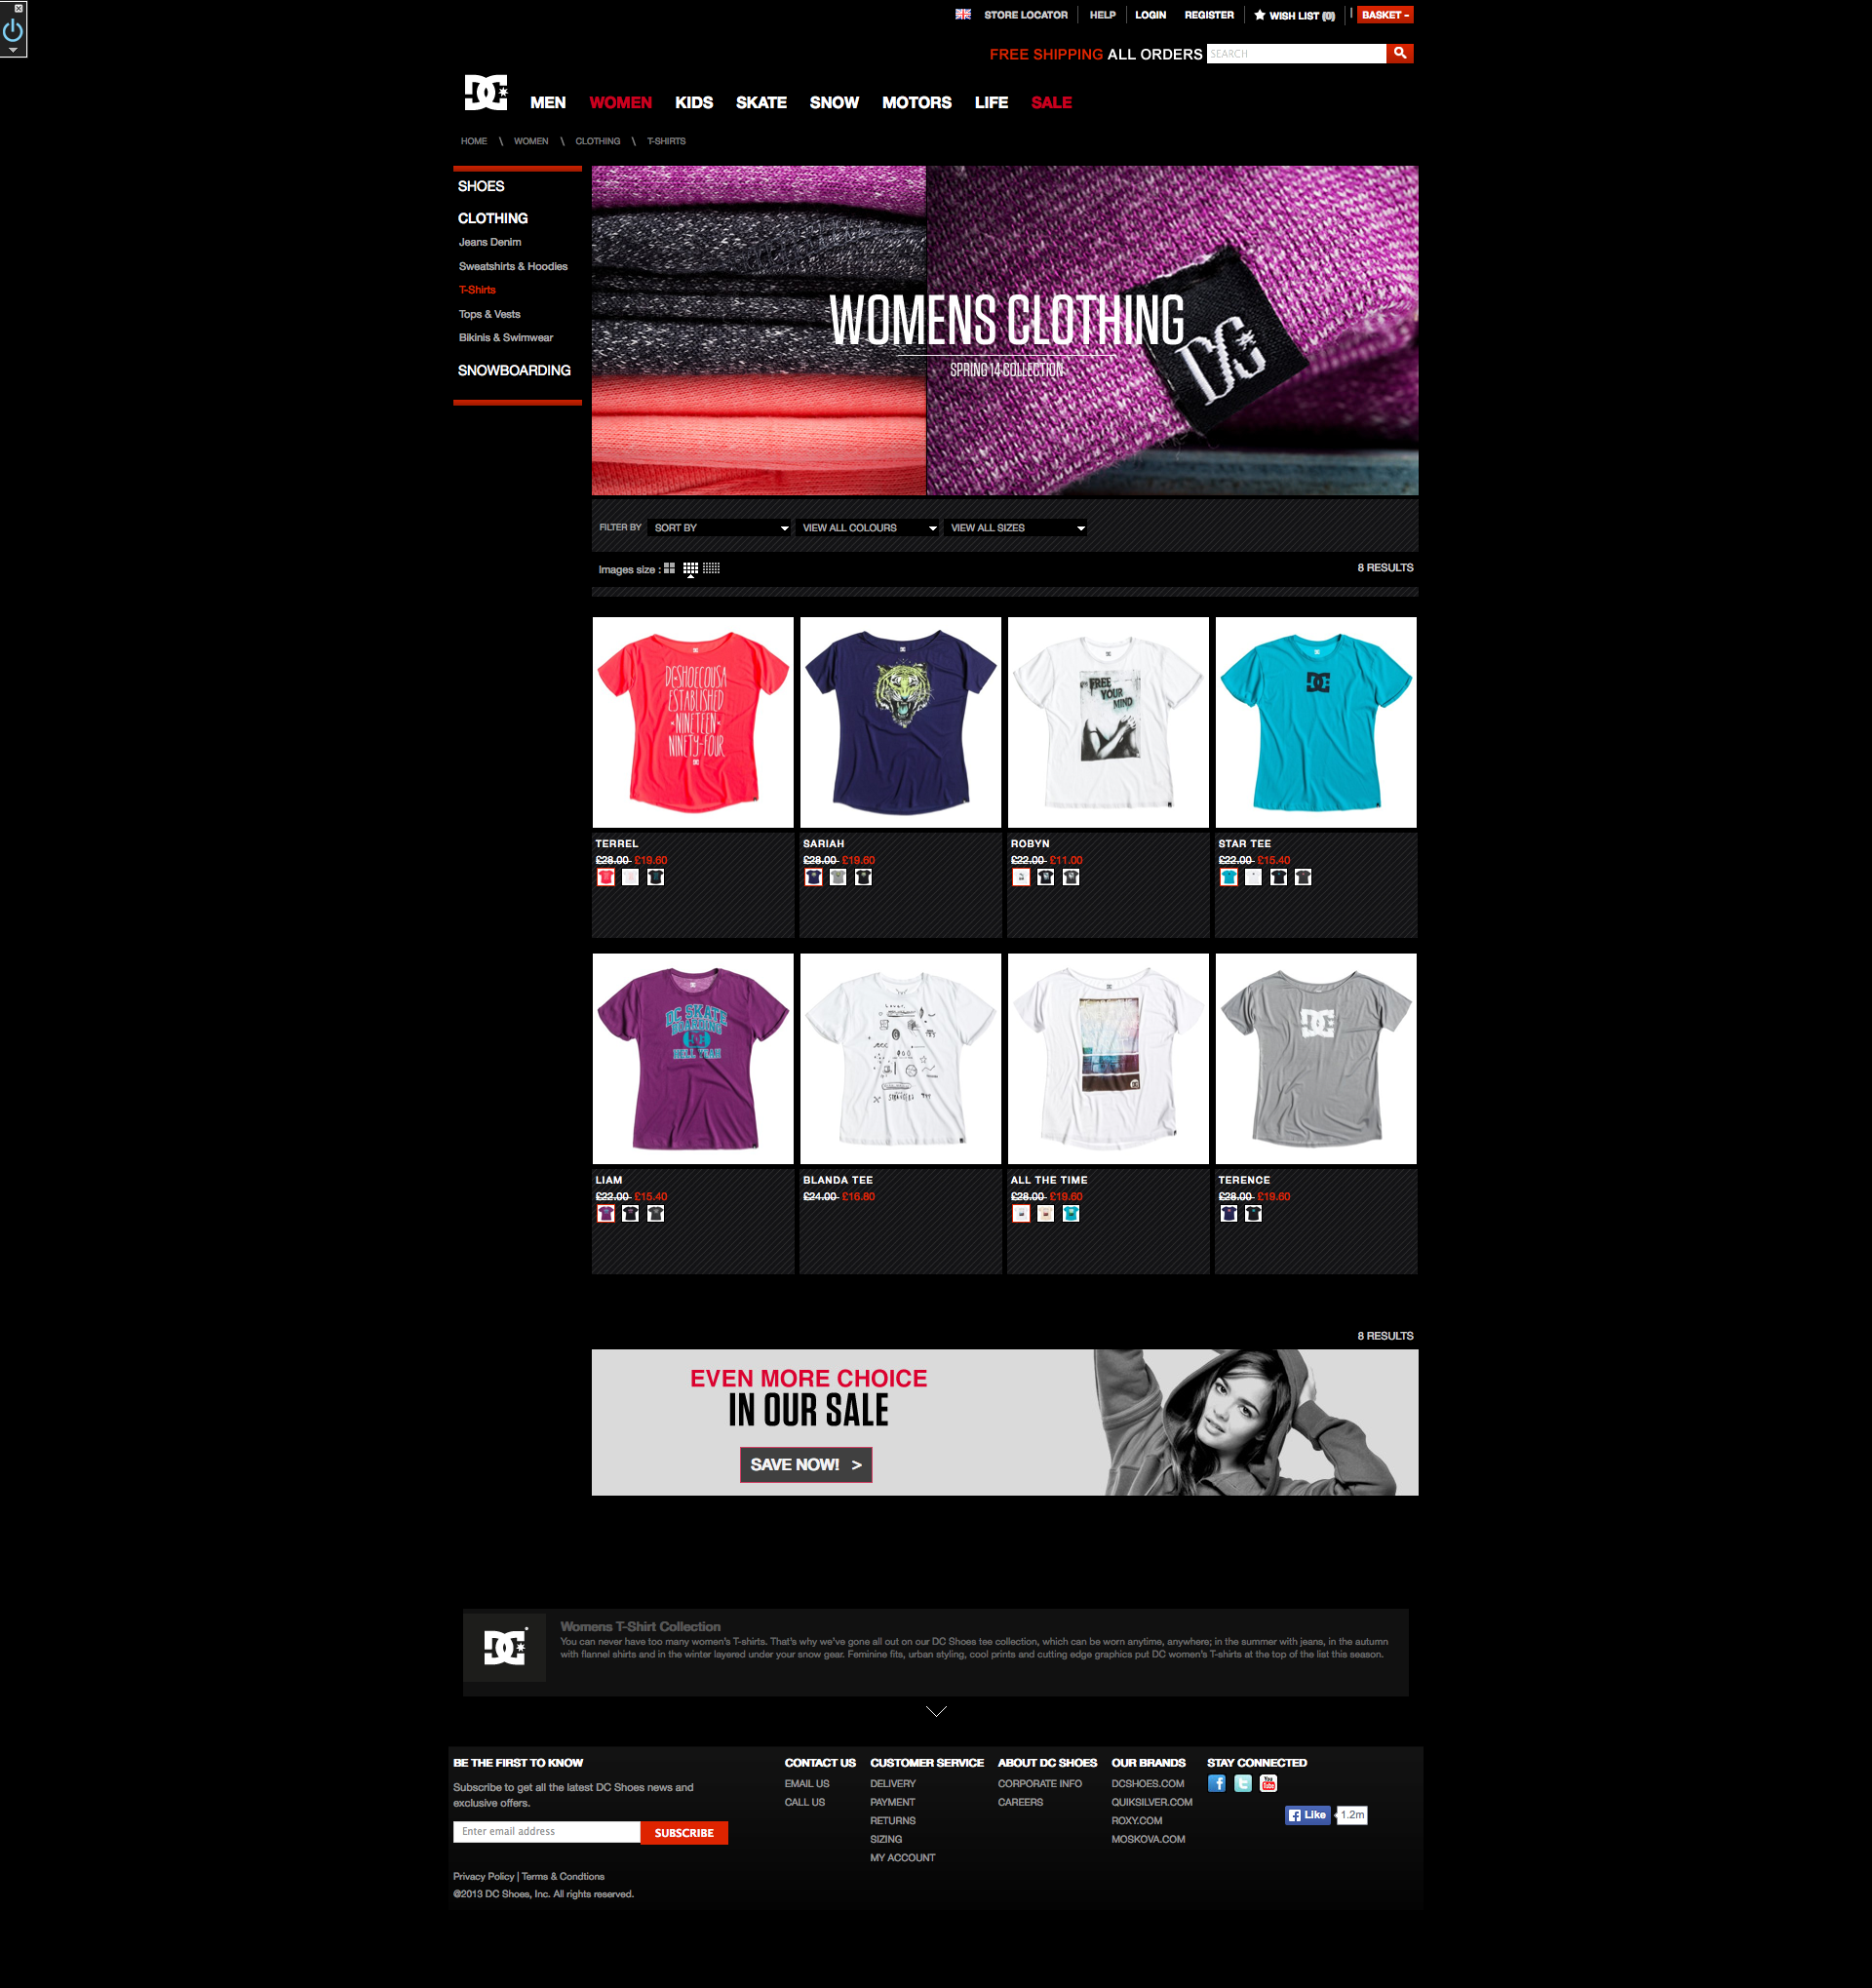 STORE LOCATOR HELP LOGIN REGISTER WISH LIST (0) | BASKET -
FREE SHIPPING ALL ORDERS SEARCH
DC MEN WOMEN KIDS SKATE SNOW MOTORS LIFE SALE
HOME \ WOMEN \ CLOTHING \ T-SHIRTS
SHOES
CLOTHING
Jeans Denim
Sweatshirts & Hoodies
T-Shirts
Tops & Vests
Bikinis & Swimwear
SNOWBOARDING
WOMENS CLOTHING
SPRING 14 COLLECTION
DC
FILTER BY SORT BY VIEW ALL COLOURS VIEW ALL SIZES
Images size :
8 RESULTS
DCSHOECOUSA
ESTABLISHED
NINETEEN
NINETY-FOUR
FREE
YOUR
MIND
DC
TERREL
£28.00 £19.60
SARIAH
£28.00 £19.60
ROBYN
£22.00 £11.00
STAR TEE
£22.00 £15.40
DC SKATE
BOARDING
DC
HELL YEAH
DC
LIAM
£22.00 £15.40
BLANDA TEE
£24.00 £16.80
ALL THE TIME
£28.00 £19.60
TERENCE
£28.00 £19.60
8 RESULTS
EVEN MORE CHOICE
IN OUR SALE
SAVE NOW! >
DC
Womens T-Shirt Collection
You can never have too many women's T-shirts. That's why we've gone all out on our DC Shoes tee collection, which can be worn anytime, anywhere; in the summer with jeans, in the autumn
with flannel shirts and in the winter layered under your snow gear. Feminine fits, urban styling, cool prints and cutting edge graphics put DC women's T-shirts at the top of the list this season.
BE THE FIRST TO KNOW
Subscribe to get all the latest DC Shoes news and
exclusive offers.
Enter email address SUBSCRIBE
Privacy Policy | Terms & Condtions
@2013 DC Shoes, Inc. All rights reserved.
CONTACT US
EMAIL US
CALL US
CUSTOMER SERVICE
DELIVERY
PAYMENT
RETURNS
SIZING
MY ACCOUNT
ABOUT DC SHOES
CORPORATE INFO
CAREERS
OUR BRANDS
DCSHOES.COM
QUIKSILVER.COM
ROXY.COM
MOSKOVA.COM
STAY CONNECTED
You Tube
Like 1.2m